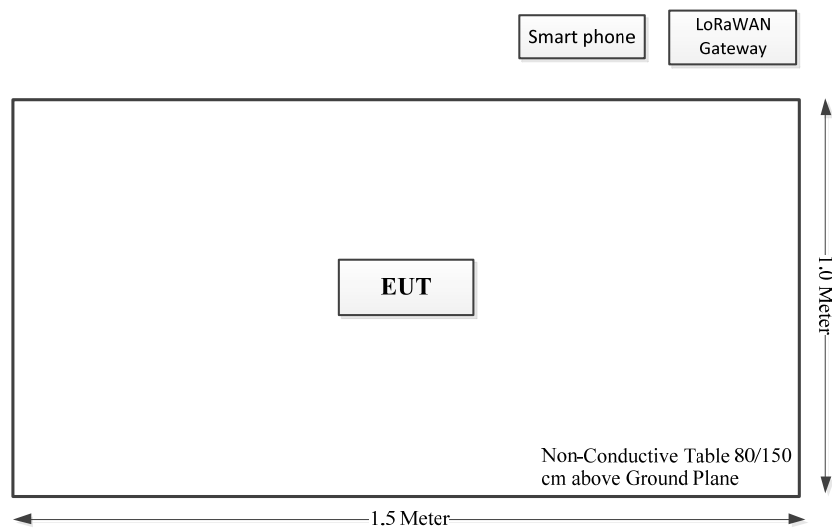 Smart phone
LoRaWAN
Gateway
EUT
1.0 Meter
Non-Conductive Table 80/150
cm above Ground Plane
1.5 Meter